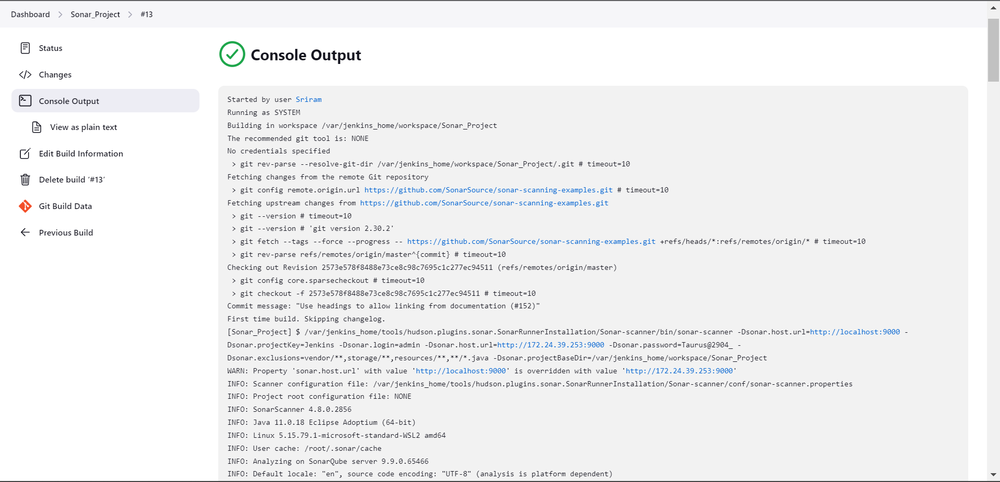 Dashboard > Sonar_Project > #13
Status
Changes
Console Output
View as plain text
Edit Build Information
Delete build ‘#13’
Git Build Data
Previous Build
Console Output
Started by user Sriram
Running as SYSTEM
Building in workspace /var/jenkins_home/workspace/Sonar_Project
The recommended git tool is: NONE
No credentials specified
 > git rev-parse --resolve-git-dir /var/jenkins_home/workspace/Sonar_Project/.git # timeout=10
Fetching changes from the remote Git repository
 > git config remote.origin.url https://github.com/SonarSource/sonar-scanning-examples.git # timeout=10
Fetching upstream changes from https://github.com/SonarSource/sonar-scanning-examples.git
 > git --version # timeout=10
 > git --version # 'git version 2.30.2'
 > git fetch --tags --force --progress -- https://github.com/SonarSource/sonar-scanning-examples.git +refs/heads/*:refs/remotes/origin/* # timeout=10
 > git rev-parse refs/remotes/origin/master^{commit} # timeout=10
Checking out Revision 2573e578f8488e73ce8c98c7695c1c277ec94511 (refs/remotes/origin/master)
 > git config core.sparsecheckout # timeout=10
 > git checkout -f 2573e578f8488e73ce8c98c7695c1c277ec94511 # timeout=10
Commit message: "Use headings to allow linking from documentation (#152)"
First time build. Skipping changelog.
[Sonar_Project] $ /var/jenkins_home/tools/hudson.plugins.sonar.SonarRunnerInstallation/Sonar-scanner/bin/sonar-scanner -Dsonar.host.url=http://localhost:9000 -
Dsonar.projectKey=Jenkins -Dsonar.login=admin -Dsonar.host.url=http://172.24.39.253:9000 -Dsonar.password=Taurus@2904_ -
Dsonar.exclusions=vendor/**,storage/**,resources/**,**/*.java -Dsonar.projectBaseDir=/var/jenkins_home/workspace/Sonar_Project
WARN: Property 'sonar.host.url' with value 'http://localhost:9000' is overridden with value 'http://172.24.39.253:9000'
INFO: Scanner configuration file: /var/jenkins_home/tools/hudson.plugins.sonar.SonarRunnerInstallation/Sonar-scanner/conf/sonar-scanner.properties
INFO: Project root configuration file: NONE
INFO: SonarScanner 4.8.0.2856
INFO: Java 11.0.18 Eclipse Adoptium (64-bit)
INFO: Linux 5.15.79.1-microsoft-standard-WSL2 amd64
INFO: User cache: /root/.sonar/cache
INFO: Analyzing on SonarQube server 9.9.0.65466
INFO: Default locale: "en", source code encoding: "UTF-8" (analysis is platform dependent)